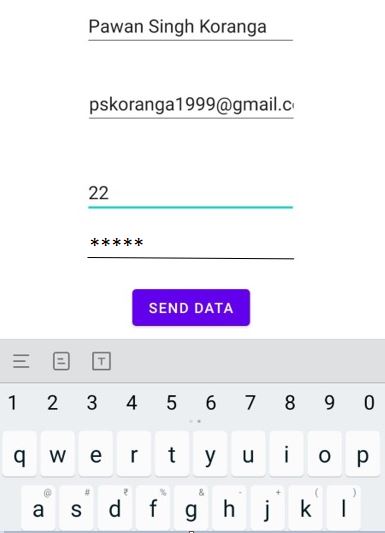 Pawan Singh Koranga
pskoranga1999@gmail.c
22
*****
SEND DATA
T
1 2 3 4 5 6 7 8 9 0
q w e r t y u i o p
@ # ₹ % & - + ( )
a s d f g h j k l